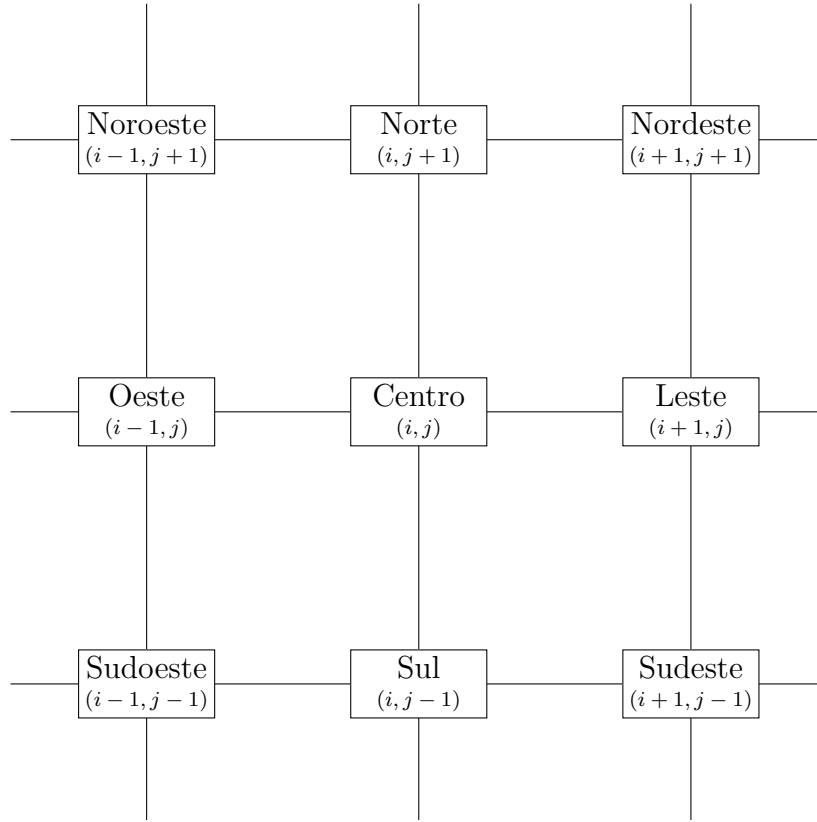 Noroeste
(i − 1, j + 1)
Norte
(i, j + 1)
Nordeste
(i + 1, j + 1)
Oeste
(i − 1, j)
Centro
(i, j)
Leste
(i + 1, j)
Sudoeste
(i − 1, j − 1)
Sul
(i, j − 1)
Sudeste
(i + 1, j − 1)